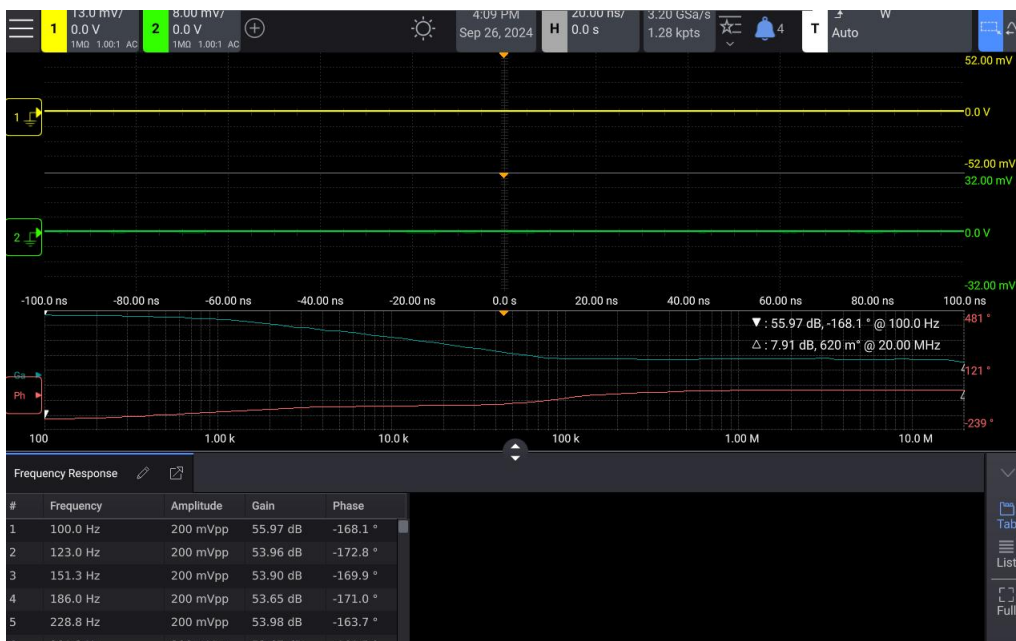 1 13.0 mV/ 0.0 V 1MΩ 1.00:1 AC
2 8.00 mV/ 0.0 V 1MΩ 1.00:1 AC
4:09 PM
Sep 26, 2024
H 20.00 ns/ 0.0 s
3.20 GSa/s
1.28 kpts
4
T Auto W
52.00 mV
1 0.0 V
-52.00 mV
32.00 mV
2 0.0 V
-32.00 mV
-100.0 ns -80.00 ns -60.00 ns -40.00 ns -20.00 ns 0.0 s 20.00 ns 40.00 ns 60.00 ns 80.00 ns 100.0 ns
481 °
▼: 55.97 dB, -168.1 ° @ 100.0 Hz
△: 7.91 dB, 620 m° @ 20.00 MHz
Ga
121 °
Ph
-239 °
100 1.00 k 10.0 k 100 k 1.00 M 10.0 M
Frequency Response
# Frequency Amplitude Gain Phase
1 100.0 Hz 200 mVpp 55.97 dB -168.1 °
2 123.0 Hz 200 mVpp 53.96 dB -172.8 °
3 151.3 Hz 200 mVpp 53.90 dB -169.9 °
4 186.0 Hz 200 mVpp 53.65 dB -171.0 °
5 228.8 Hz 200 mVpp 53.98 dB -163.7 °
Tab
List
Full